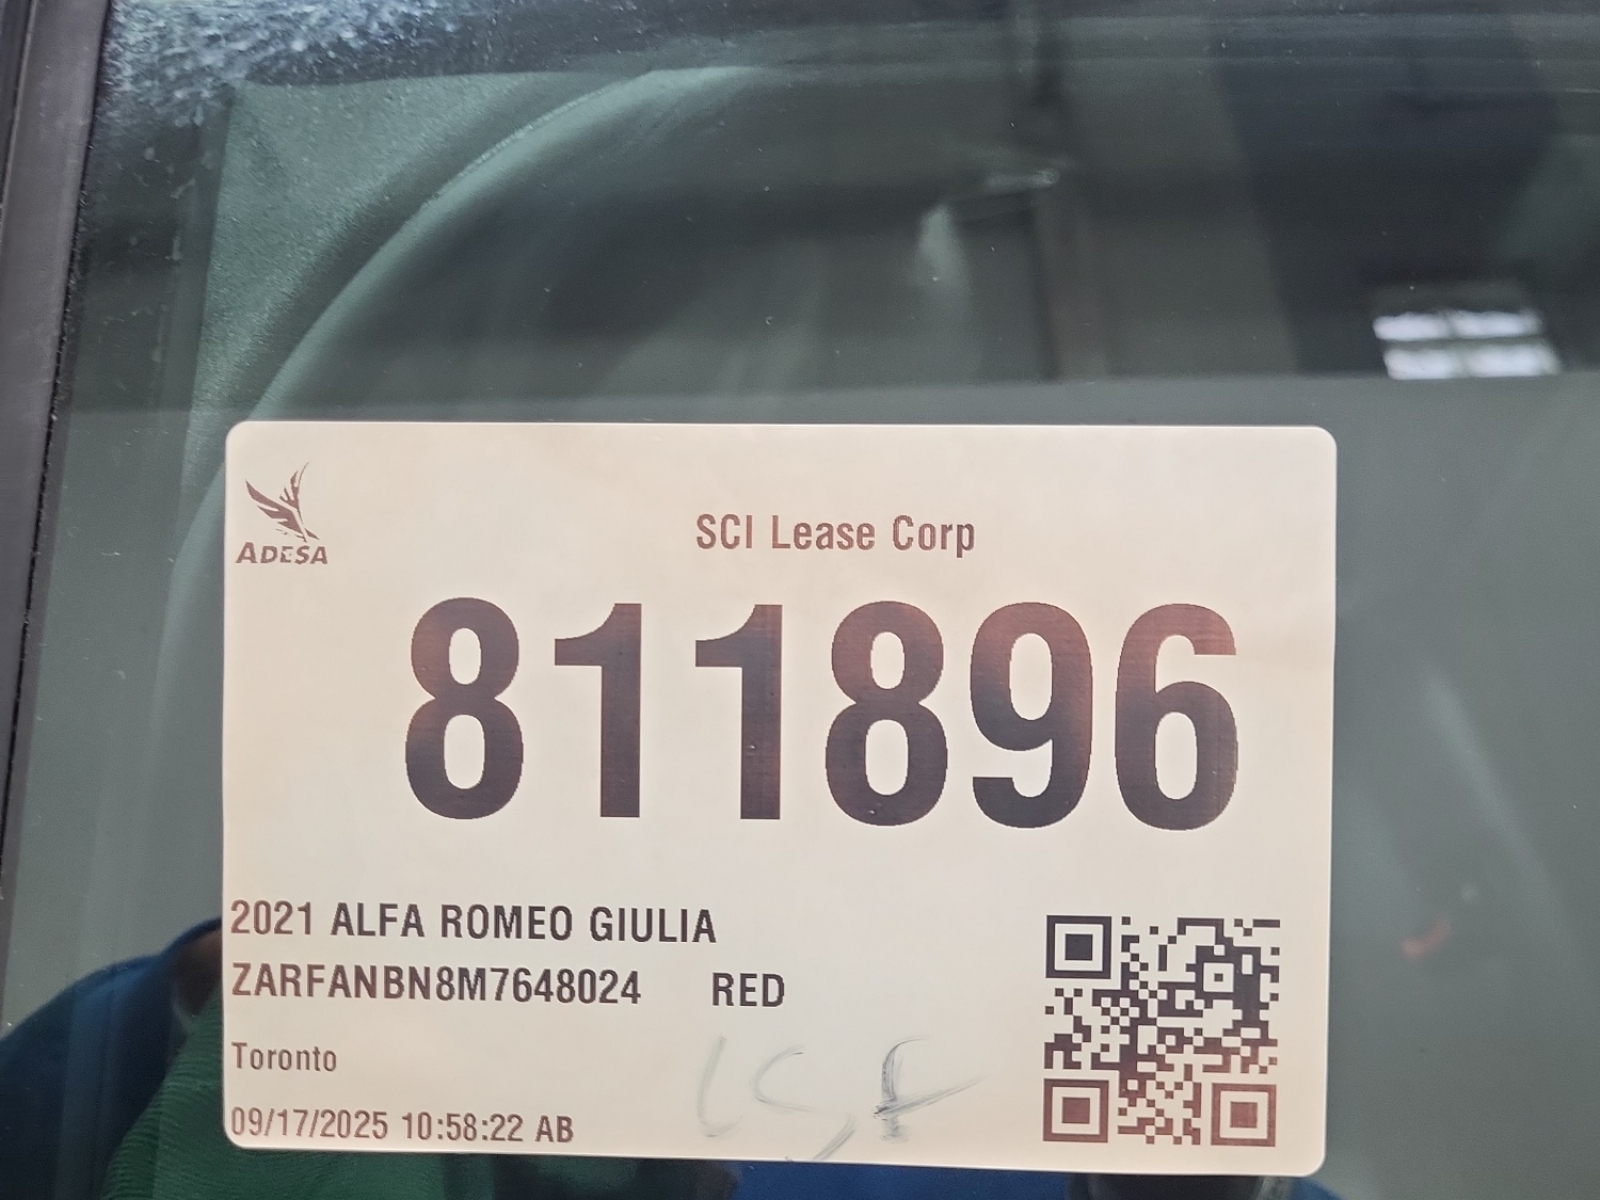 ADESA
SCI Lease Corp
811896
2021 ALFA ROMEO GIULIA
ZARFANBN8M7648024 RED
Toronto
09/17/2025 10:58:22 AB